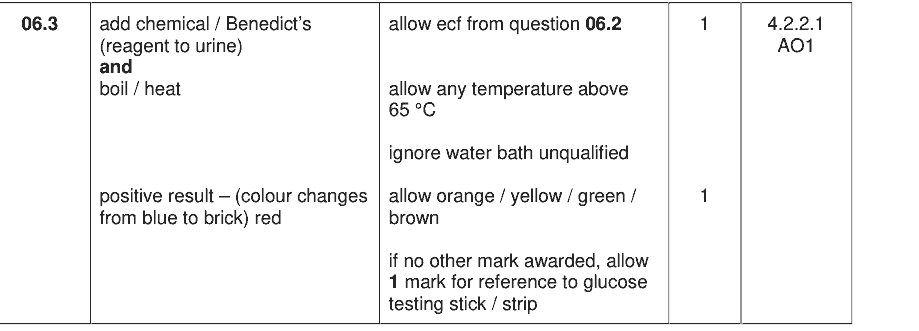 06.3
add chemical / Benedict's
(reagent to urine)
and
boil / heat
allow ecf from question 06.2
allow any temperature above
65 °C
ignore water bath unqualified
1
4.2.2.1
AO1
positive result – (colour changes
from blue to brick) red
allow orange / yellow / green /
brown
if no other mark awarded, allow
1 mark for reference to glucose
testing stick / strip
1